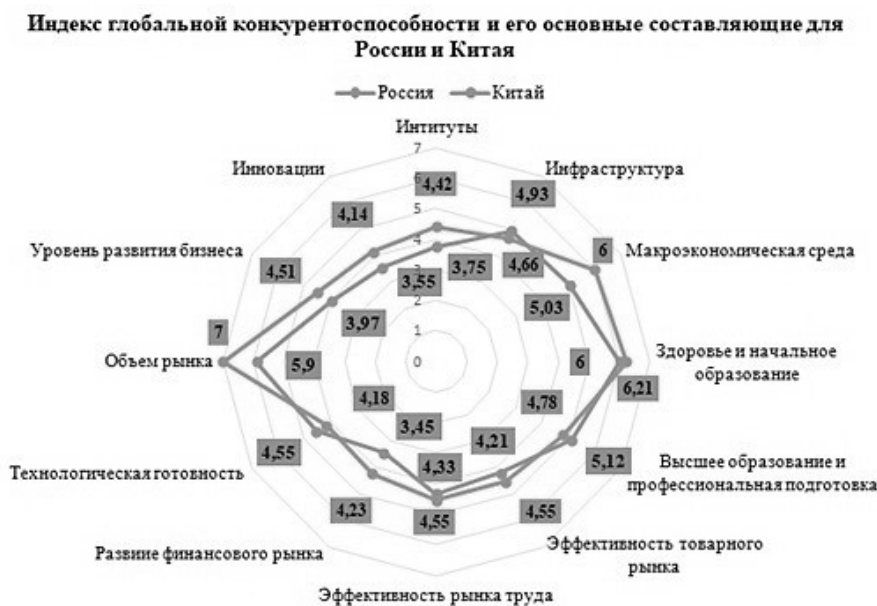 Индекс глобальной конкурентоспособности и его основные составляющие для
России и Китая
Россия Китай
Интитуты
Инновации
Инфраструктура
Уровень развития бизнеса
Макроэкономическая среда
Объем рынка
Здоровье и начальное
образование
Технологическая готовность
Высшее образование и
профессиональная подготовка
Развие финансового рынка
Эффективность товарного
рынка
Эффективность рынка труда
7
6
5
4
3
2
1
0
4,42
4,93
6
4,14
4,51
3,55
3,75
4,66
5,03
3,97
7
5,9
6
6,21
4,18
4,78
3,45
4,21
4,33
4,55
5,12
4,23
4,55
4,55